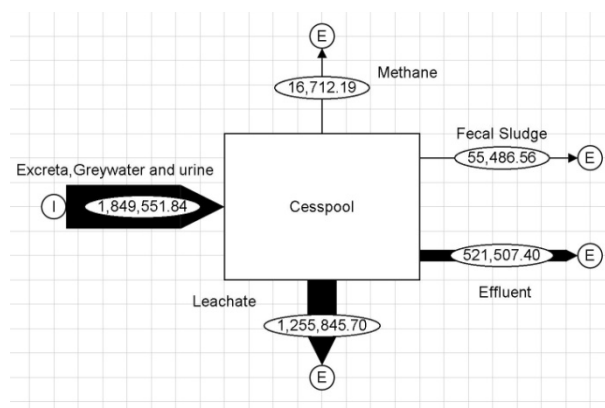 E
Methane
16,712.19
Fecal Sludge
55,486.56
E
Excreta,Greywater and urine
I
1,849,551.84
Cesspool
521,507.40
E
Effluent
Leachate
1,255,845.70
E